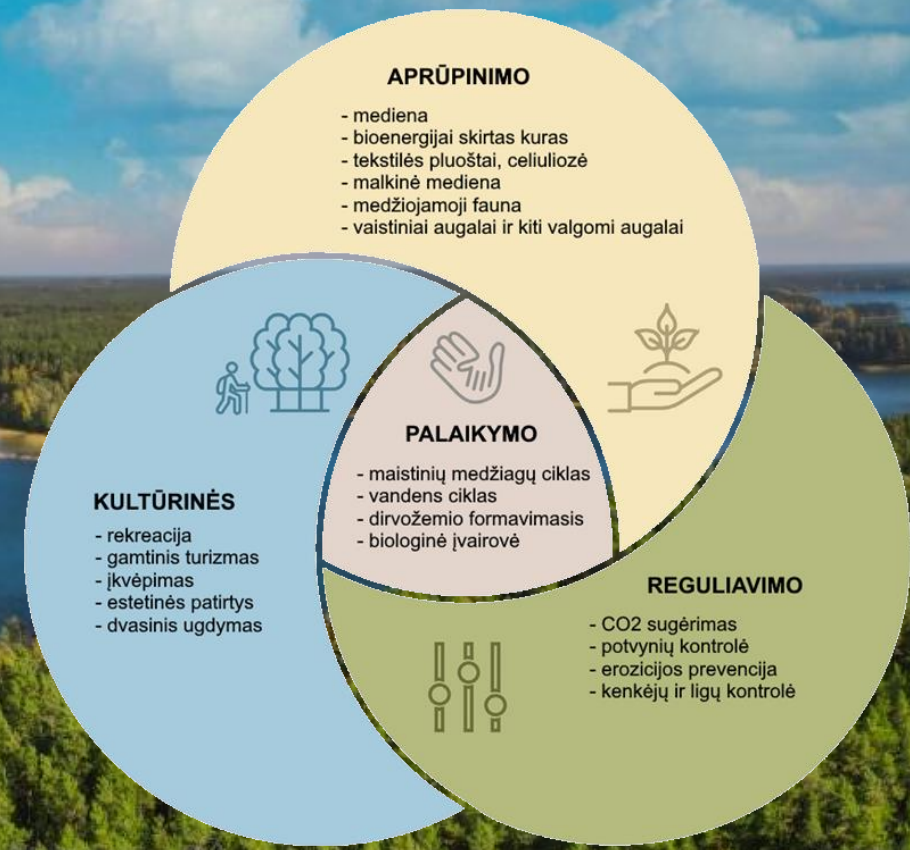 APRŪPINIMO
- mediena
- bioenergijai skirtas kuras
- tekstilės pluoštai, celiuliozė
- malkinė mediena
- medžiojamoji fauna
- vaistiniai augalai ir kiti valgomi augalai
PALAIKYMO
- maistinių medžiagų ciklas
- vandens ciklas
- dirvožemio formavimasis
- biologinė įvairovė
KULTŪRINĖS
- rekreacija
- gamtinis turizmas
- įkvėpimas
- estetinės patirtys
- dvasinis ugdymas
REGULIAVIMO
- CO2 sugėrimas
- potvynių kontrolė
- erozicijos prevencija
- kenkėjų ir ligų kontrolė